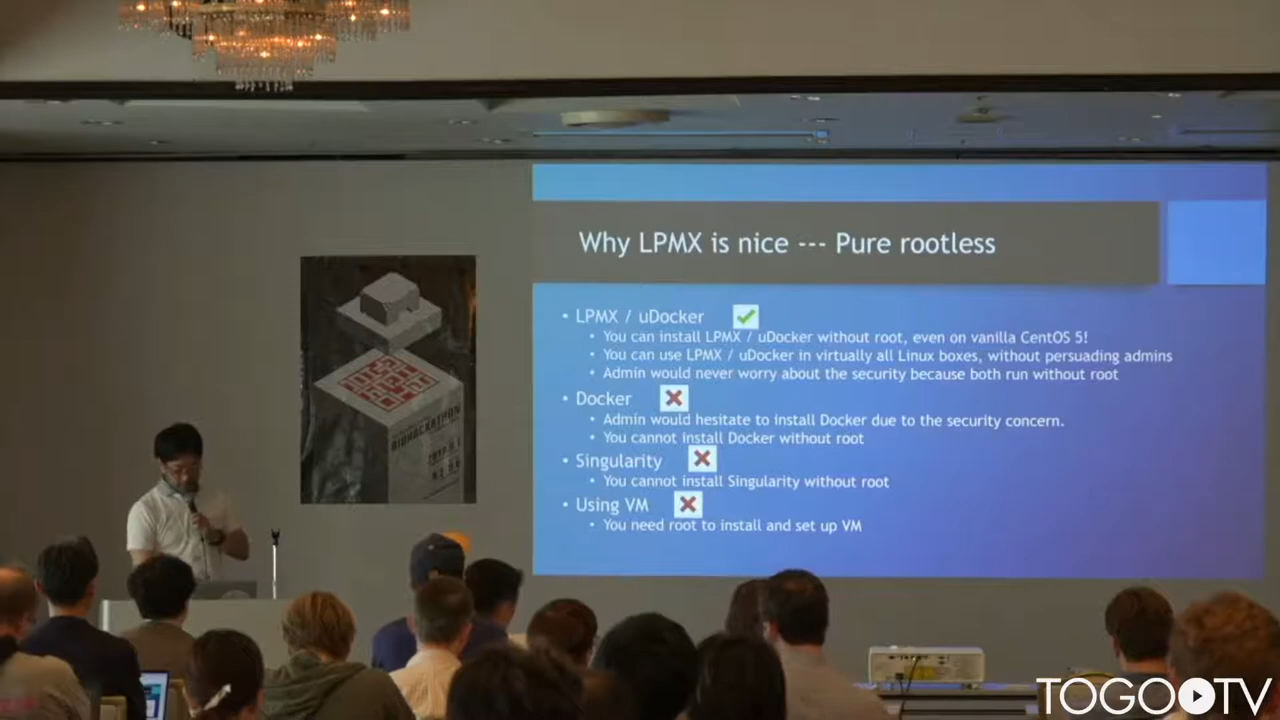 Why LPMX is nice --- Pure rootless
• LPMX / uDocker
• You can install LPMX / uDocker without root, even on vanilla CentOS 5!
• You can use LPMX / uDocker in virtually all Linux boxes, without persuading admins
• Admin would never worry about the security because both run without root
• Docker
• Admin would hesitate to install Docker due to the security concern.
• You cannot install Docker without root
• Singularity
• You cannot install Singularity without root
• Using VM
• You need root to install and set up VM
BIOHACKATHON
TOGOTV